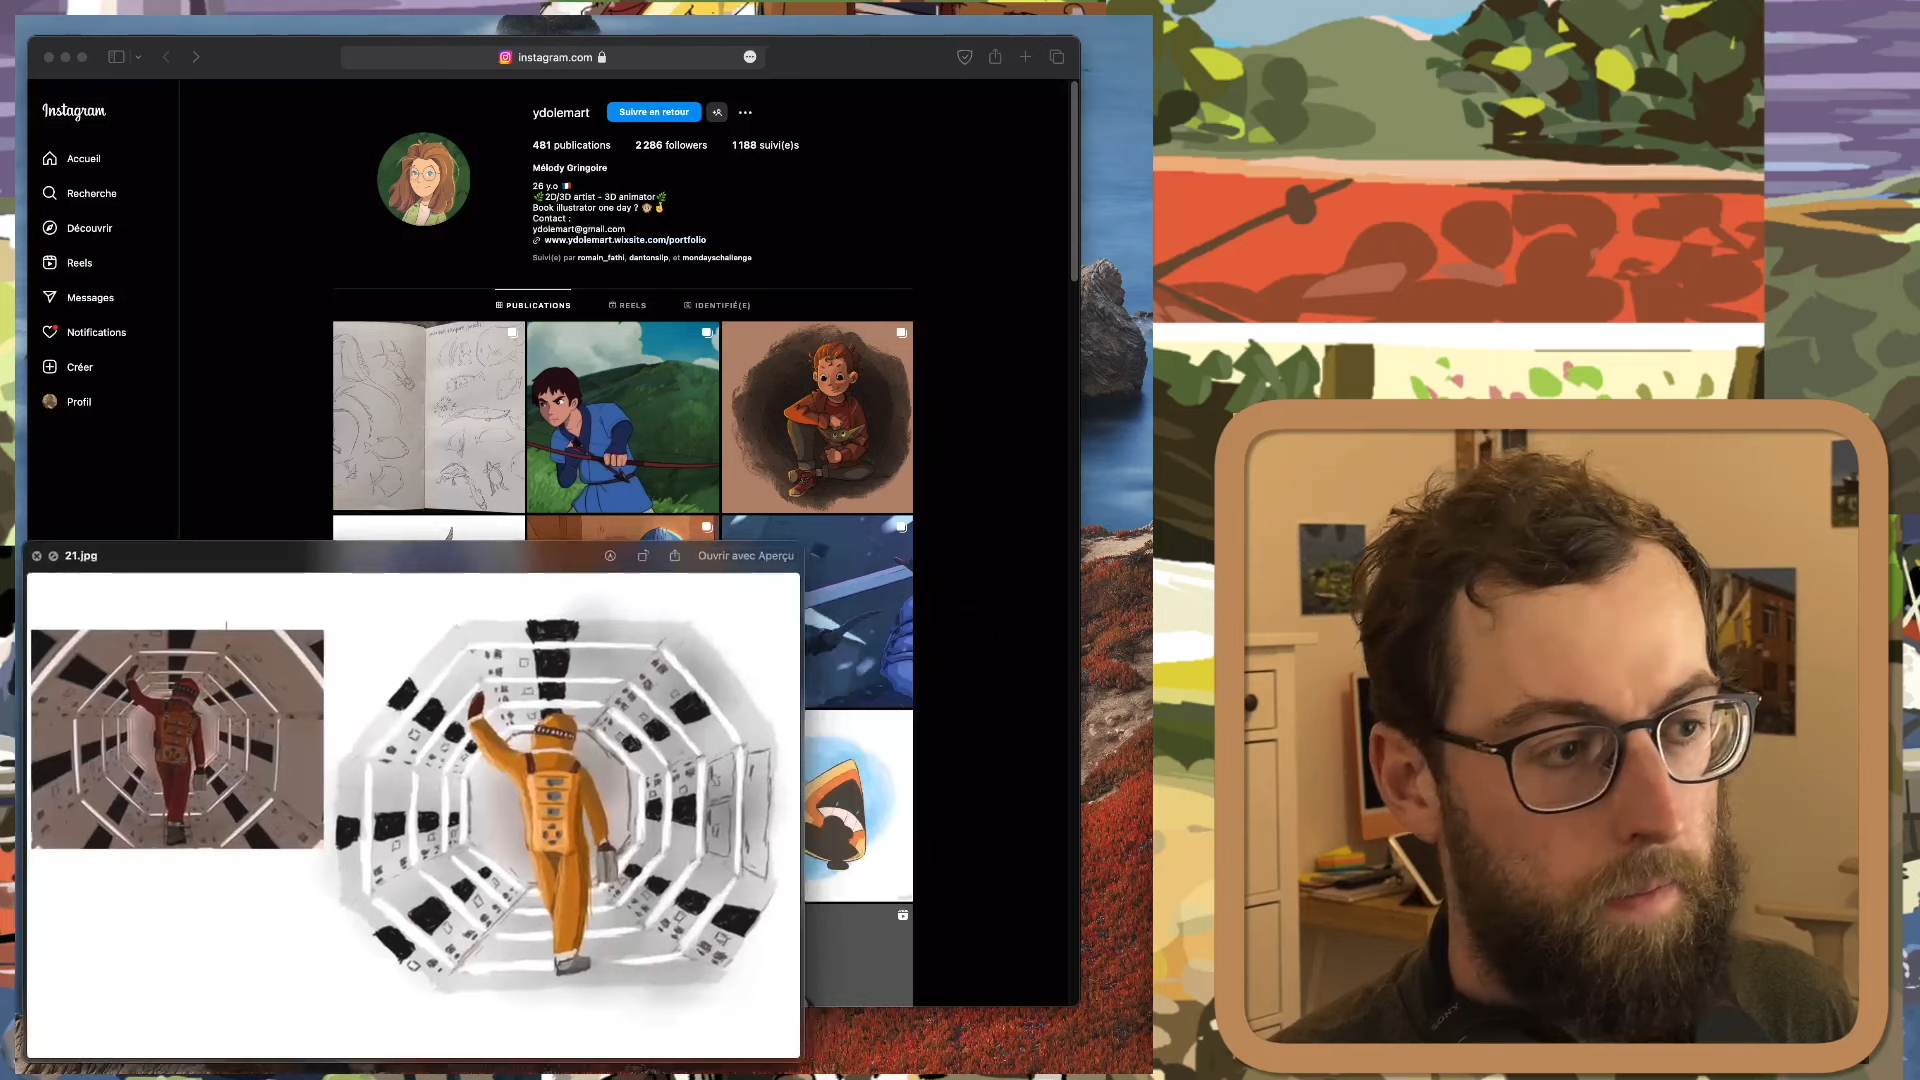 instagram.com
Instagram
ydolemart
Suivre en retour
481 publications
2 286 followers
1 188 suivi(e)s
Mélody Gringoire
26 y.o 🇫🇷
🌿2D/3D artist - 3D animator🌿
Book illustrator one day ? 🐵🤞
Contact :
ydolemart@gmail.com
www.ydolemart.wixsite.com/portfolio
Suivi(e) par romain_fathi, dantonslip, et mondayschallenge
Accueil
Recherche
Découvrir
Reels
Messages
Notifications
Créer
Profil
PUBLICATIONS
REELS
IDENTIFIÉ(E)
21.jpg
Ouvrir avec Aperçu
SONY